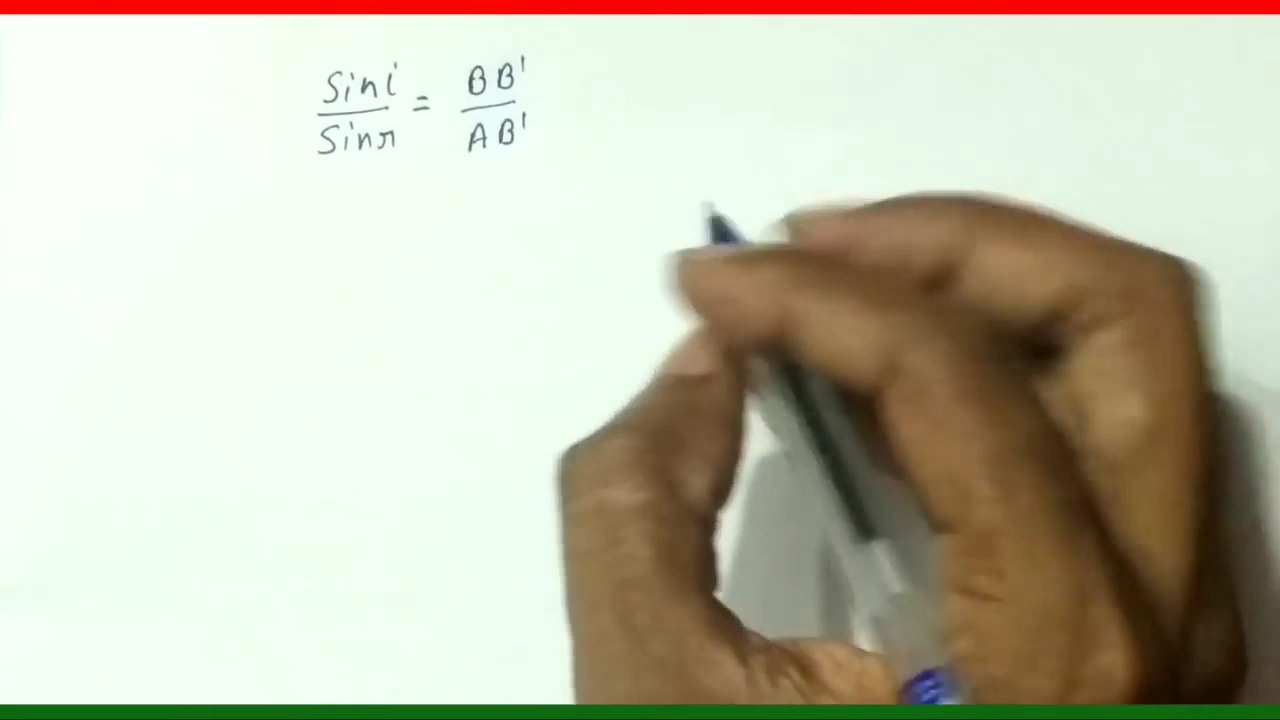 Sin i / Sin r = BB' / AB'